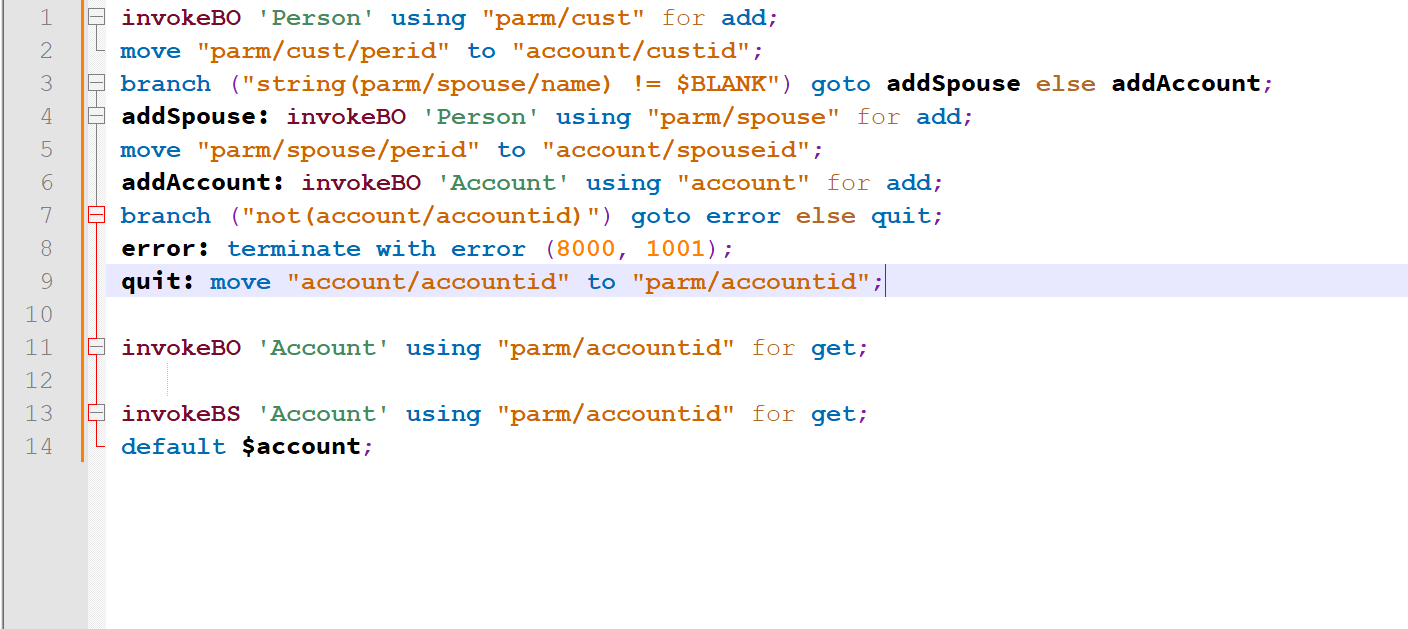 1 invokeBO 'Person' using "parm/cust" for add;
2 move "parm/cust/perid" to "account/custid";
3 branch ("string(parm/spouse/name) != $BLANK") goto addSpouse else addAccount;
4 addSpouse: invokeBO 'Person' using "parm/spouse" for add;
5 move "parm/spouse/perid" to "account/spouseid";
6 addAccount: invokeBO 'Account' using "account" for add;
7 branch ("not(account/accountid)") goto error else quit;
8 error: terminate with error (8000, 1001);
9 quit: move "account/accountid" to "parm/accountid";
10
11 invokeBO 'Account' using "parm/accountid" for get;
12
13 invokeBS 'Account' using "parm/accountid" for get;
14 default $account;